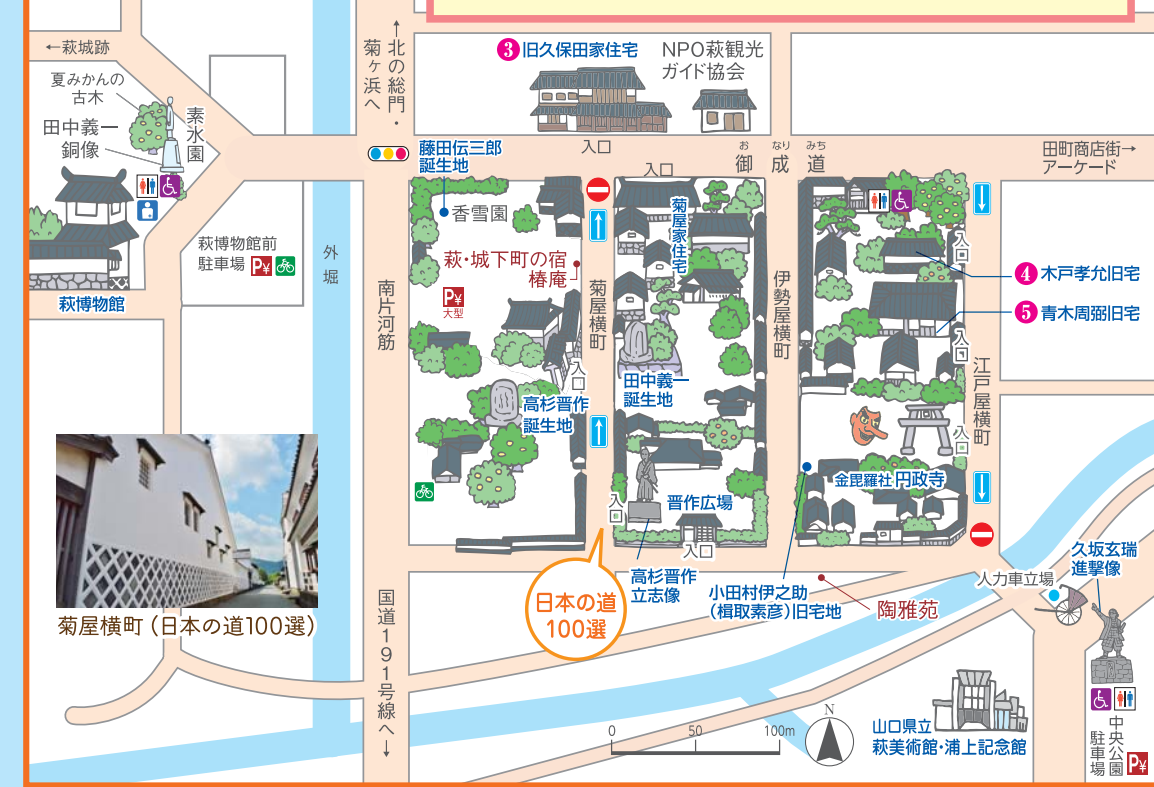 ←萩城跡
夏みかんの
古木
田中義一
銅像
素水園
萩博物館
萩博物館前
駐車場
P¥
外堀
↑北の総門・
菊ヶ浜へ
3 旧久保田家住宅
NPO萩観光
ガイド協会
入口
入口
お
なり
みち
御成道
田町商店街→
アーケード
藤田伝三郎
誕生地
香雪園
萩・城下町の宿
椿庵
P¥
大型
南片河筋
菊屋横町
菊屋家住宅
伊勢屋横町
入口
4 木戸孝允旧宅
5 青木周弼旧宅
入口
江戸屋横町
入口
入口
高杉晋作
誕生地
田中義一
誕生地
金毘羅社 円政寺
晋作広場
入口
入口
日本の道
100選
高杉晋作
立志像
小田村伊之助
(楫取素彦)旧宅地
陶雅苑
人力車立場
久坂玄瑞
進撃像
菊屋横町(日本の道100選)
国道191号線へ↓
0
50
100m
N
山口県立
萩美術館・浦上記念館
中央公園
駐車場
P¥